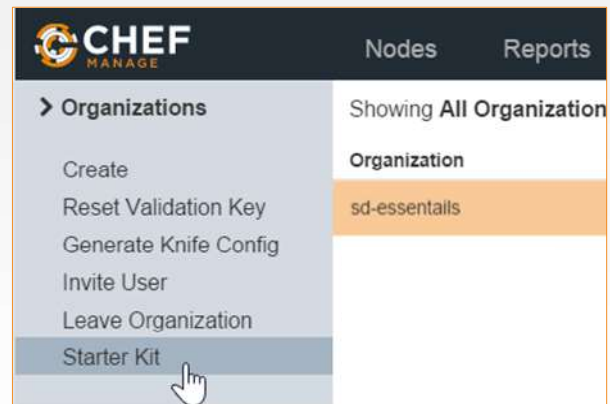 CHEF
MANAGE
Nodes Reports
Organizations
Showing All Organization
Organization
sd-essentails
Create
Reset Validation Key
Generate Knife Config
Invite User
Leave Organization
Starter Kit